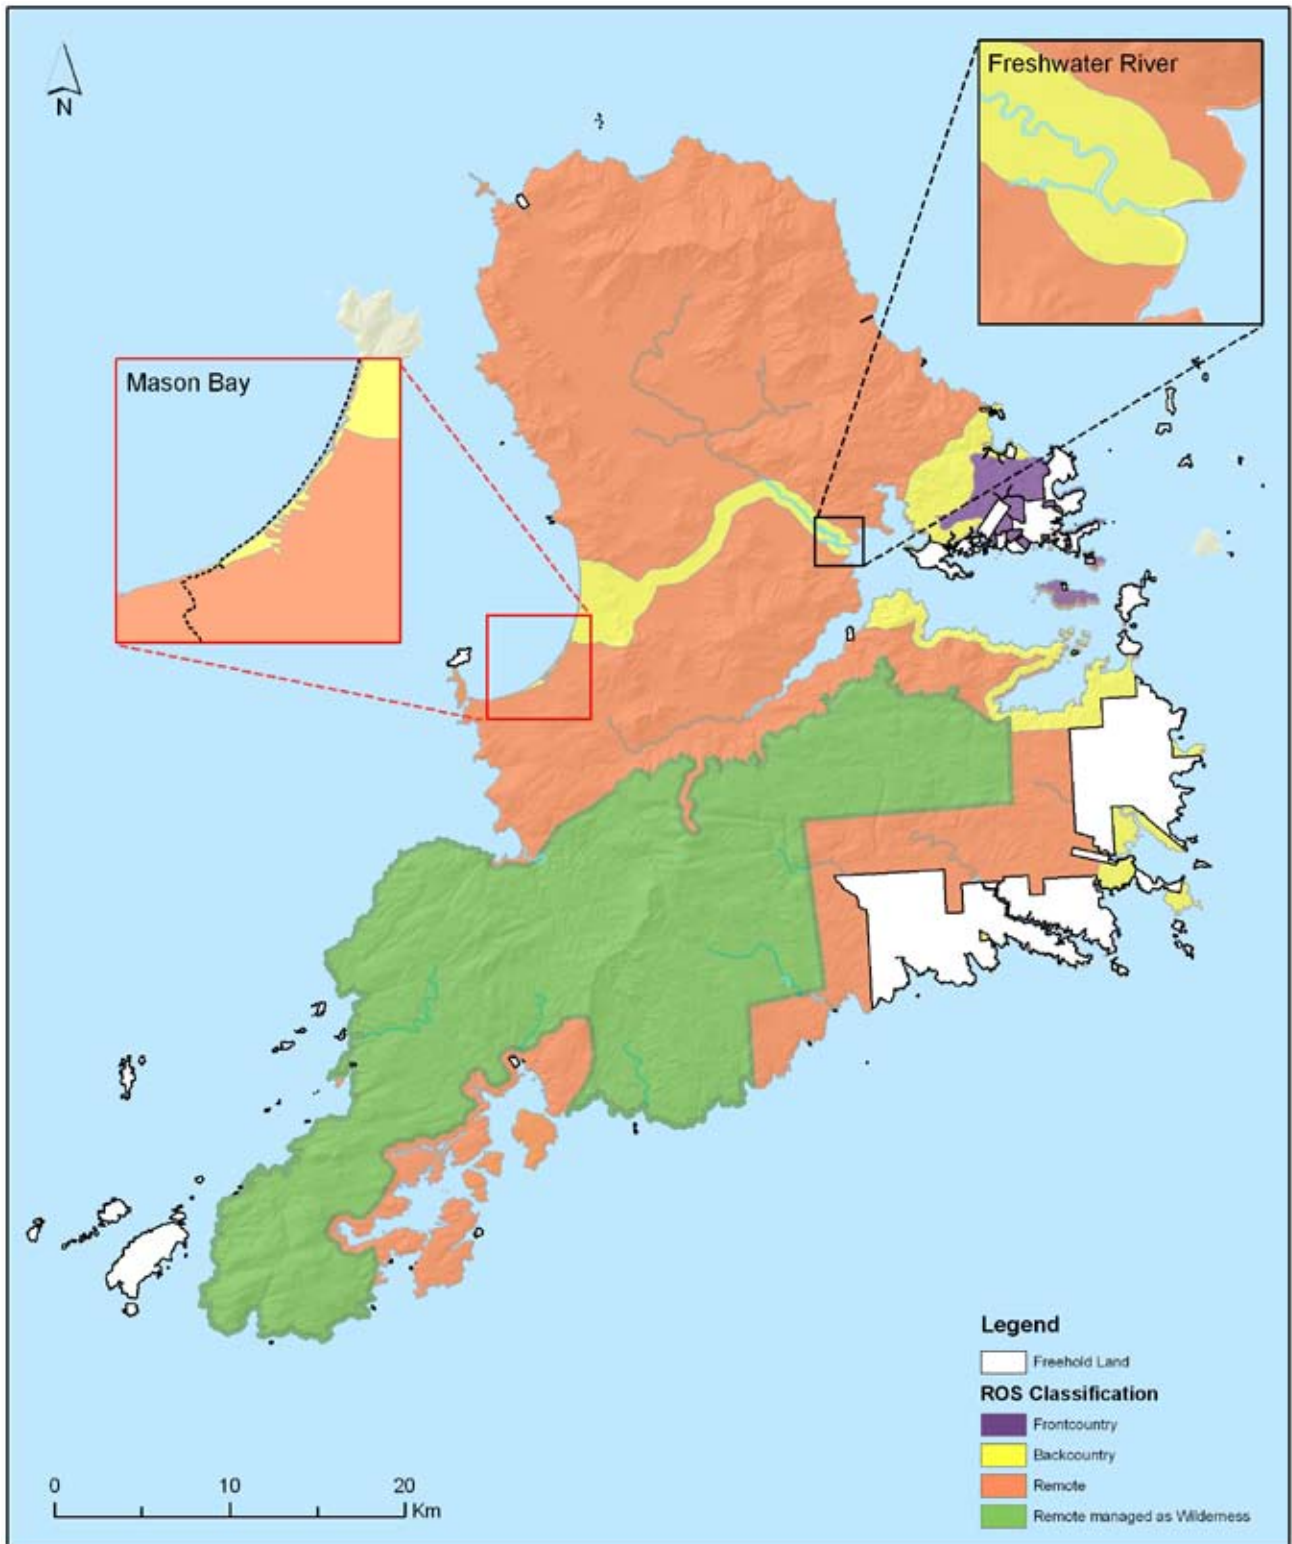 N
Freshwater River
Mason Bay
Legend
Freehold Land
ROS Classification
Frontcountry
Backcountry
Remote
Remote managed as Wilderness
0 10 20
Km